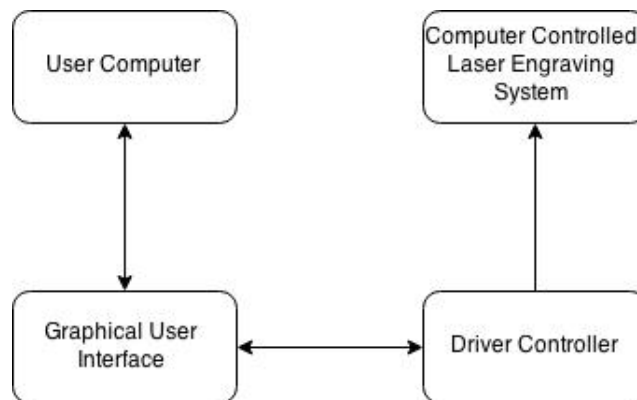 User Computer
Computer Controlled
Laser Engraving
System
Graphical User
Interface
Driver Controller